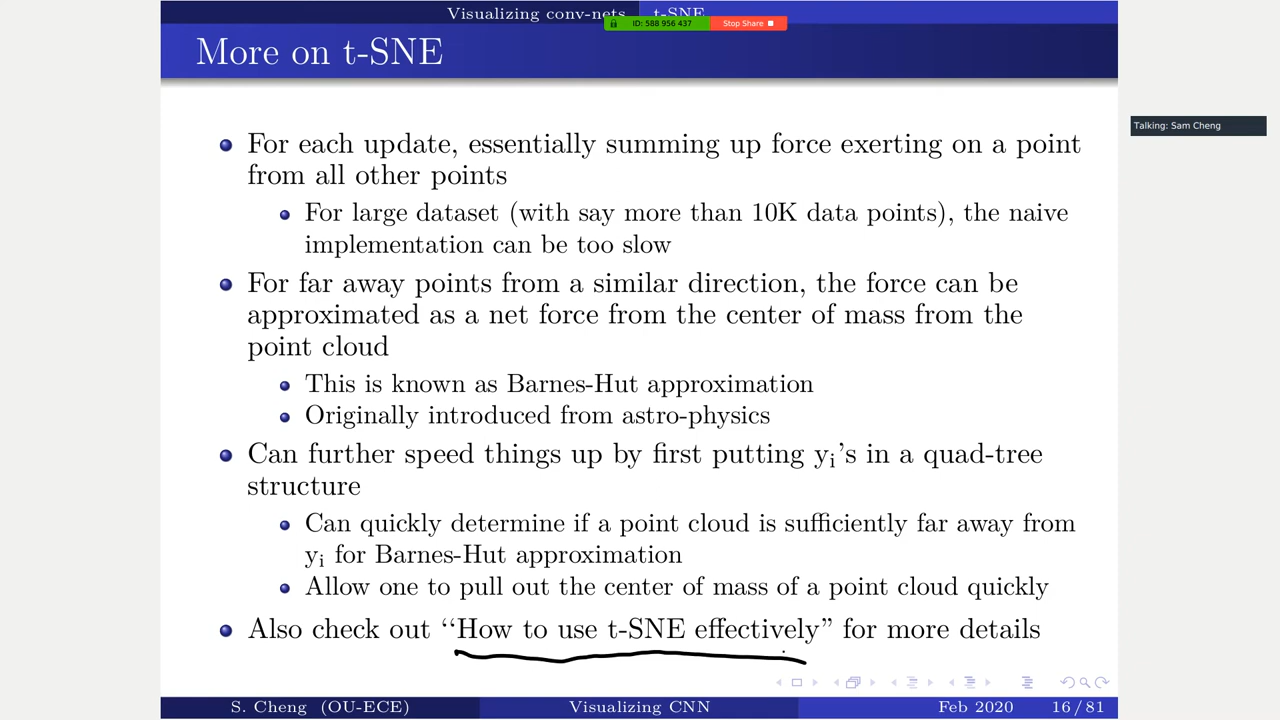 Visualizing conv-nets t-SNE
ID: 588 956 437 Stop Share
More on t-SNE
Talking: Sam Cheng
For each update, essentially summing up force exerting on a point
from all other points
For large dataset (with say more than 10K data points), the naive
implementation can be too slow
For far away points from a similar direction, the force can be
approximated as a net force from the center of mass from the
point cloud
This is known as Barnes-Hut approximation
Originally introduced from astro-physics
Can further speed things up by first putting yi's in a quad-tree
structure
Can quickly determine if a point cloud is sufficiently far away from
yi for Barnes-Hut approximation
Allow one to pull out the center of mass of a point cloud quickly
Also check out “How to use t-SNE effectively” for more details
S. Cheng (OU-ECE) Visualizing CNN Feb 2020 16 / 81